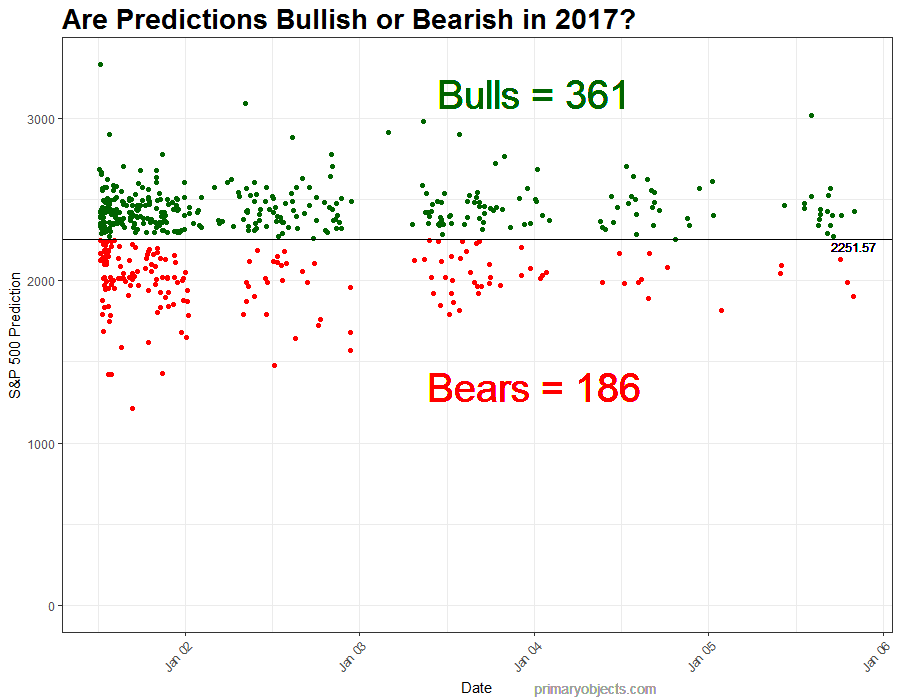 Are Predictions Bullish or Bearish in 2017?
Bulls = 361
3000
2251.57
2000
S&P 500 Prediction
Bears = 186
1000
0
Jan 02
Jan 03
Jan 04
Jan 05
Jan 06
Date
primaryobjects.com